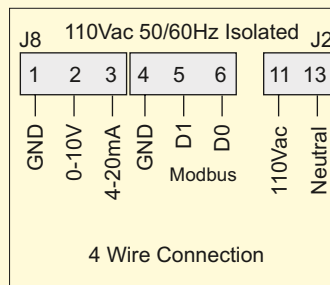 110Vac 50/60Hz Isolated
J8 J2
1 2 3 4 5 6 11 13
GND 0-10V 4-20mA GND D1 D0 110Vac Neutral
Modbus
4 Wire Connection